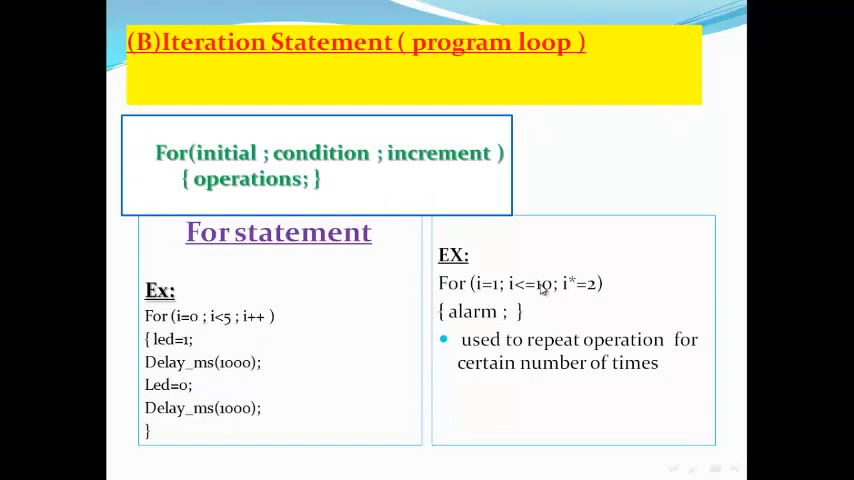 (B)Iteration Statement ( program loop )
For(initial ; condition ; increment )
{ operations; }
For statement
Ex:
For (i=0 ; i<5 ; i++ )
{ led=1;
Delay_ms(1000);
Led=0;
Delay_ms(1000);
}
EX:
For (i=1; i<=10; i*=2)
{ alarm ; }
• used to repeat operation for
certain number of times